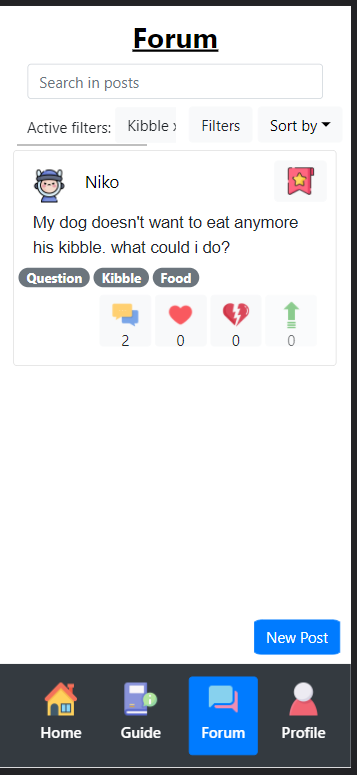 Forum
Search in posts
Active filters: Kibble x Filters Sort by
Niko
My dog doesn't want to eat anymore
his kibble. what could i do?
Question Kibble Food
2 0 0 0
New Post
Home Guide Forum Profile